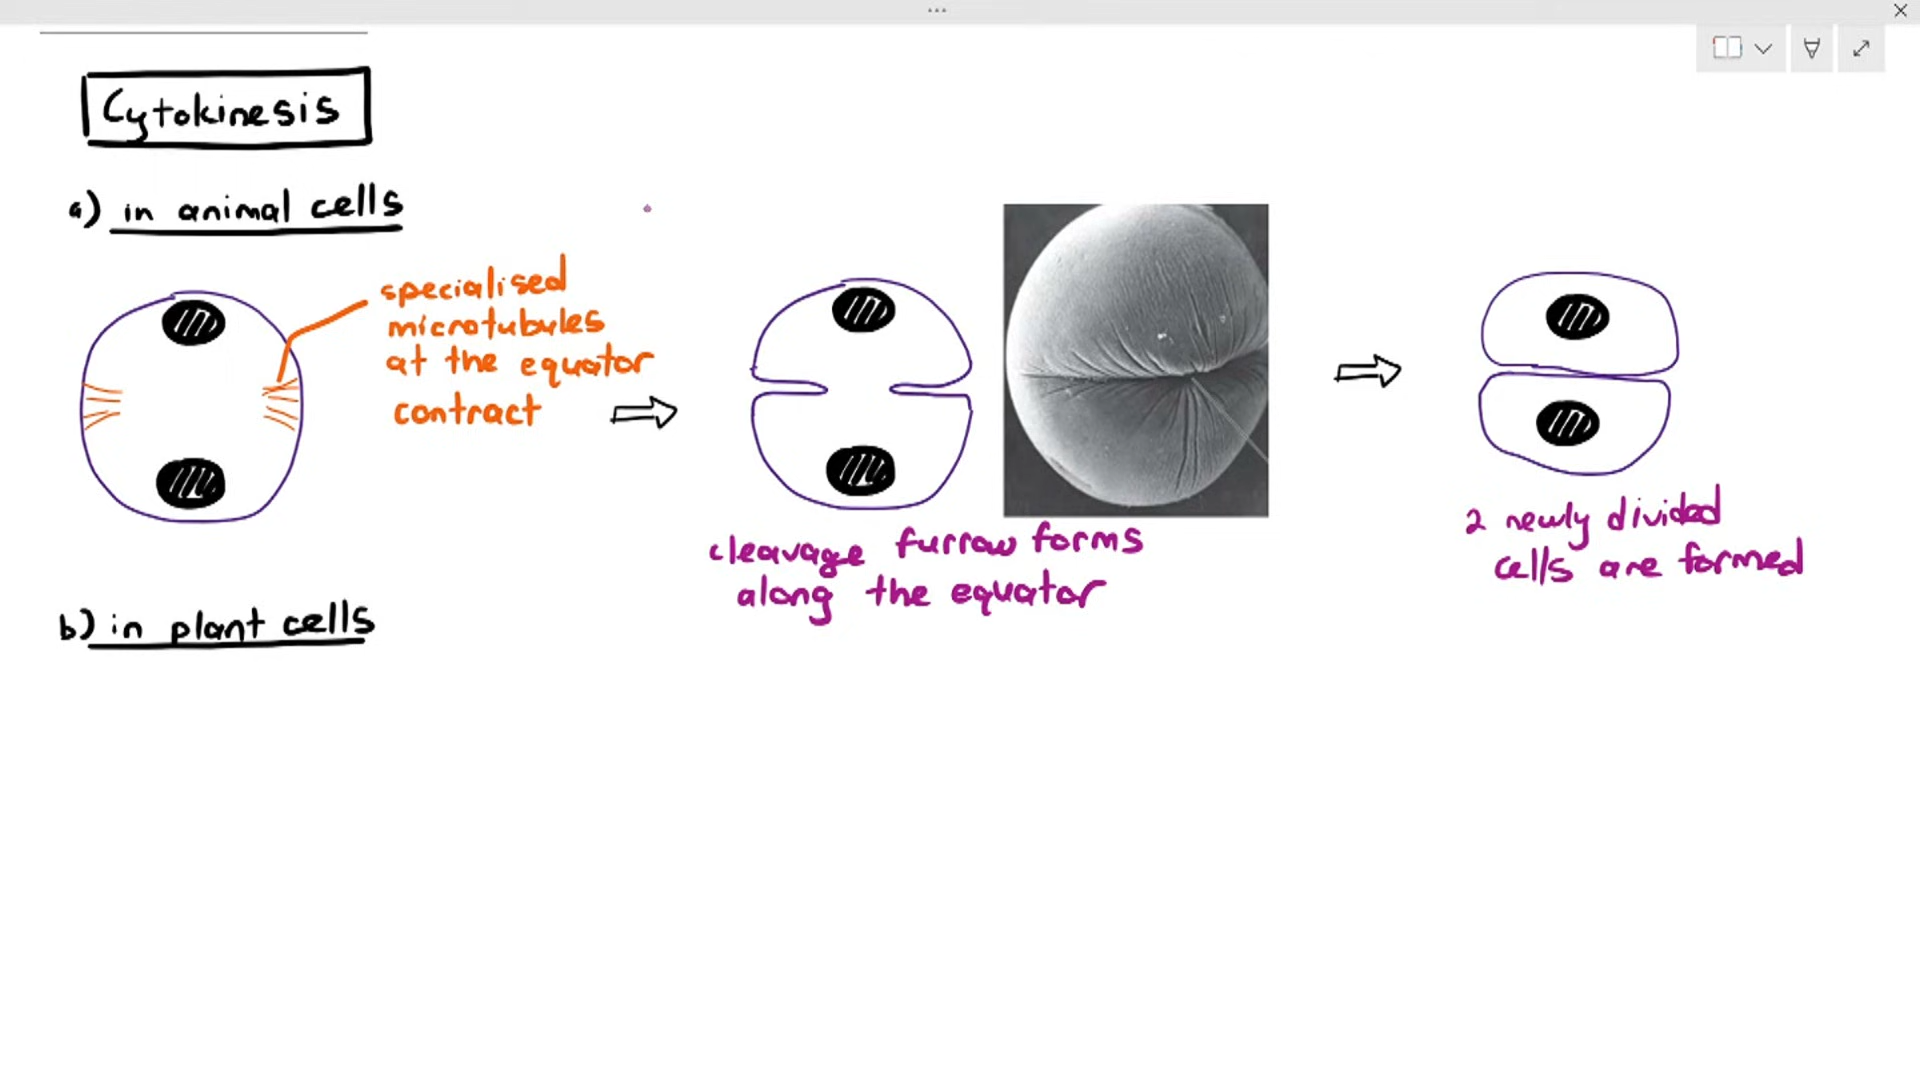 Cytokinesis
a) in animal cells
specialised
microtubules
at the equator
contract
cleavage furrow forms
along the equator
2 newly divided
cells are formed
b) in plant cells